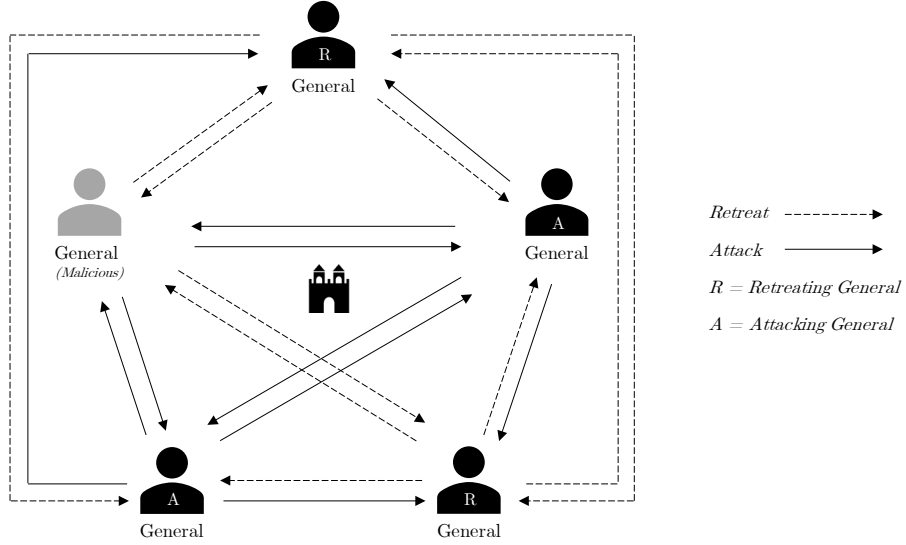 R
General
General
(Malicious)
A
General
A
General
R
General
Retreat
Attack
R = Retreating General
A = Attacking General